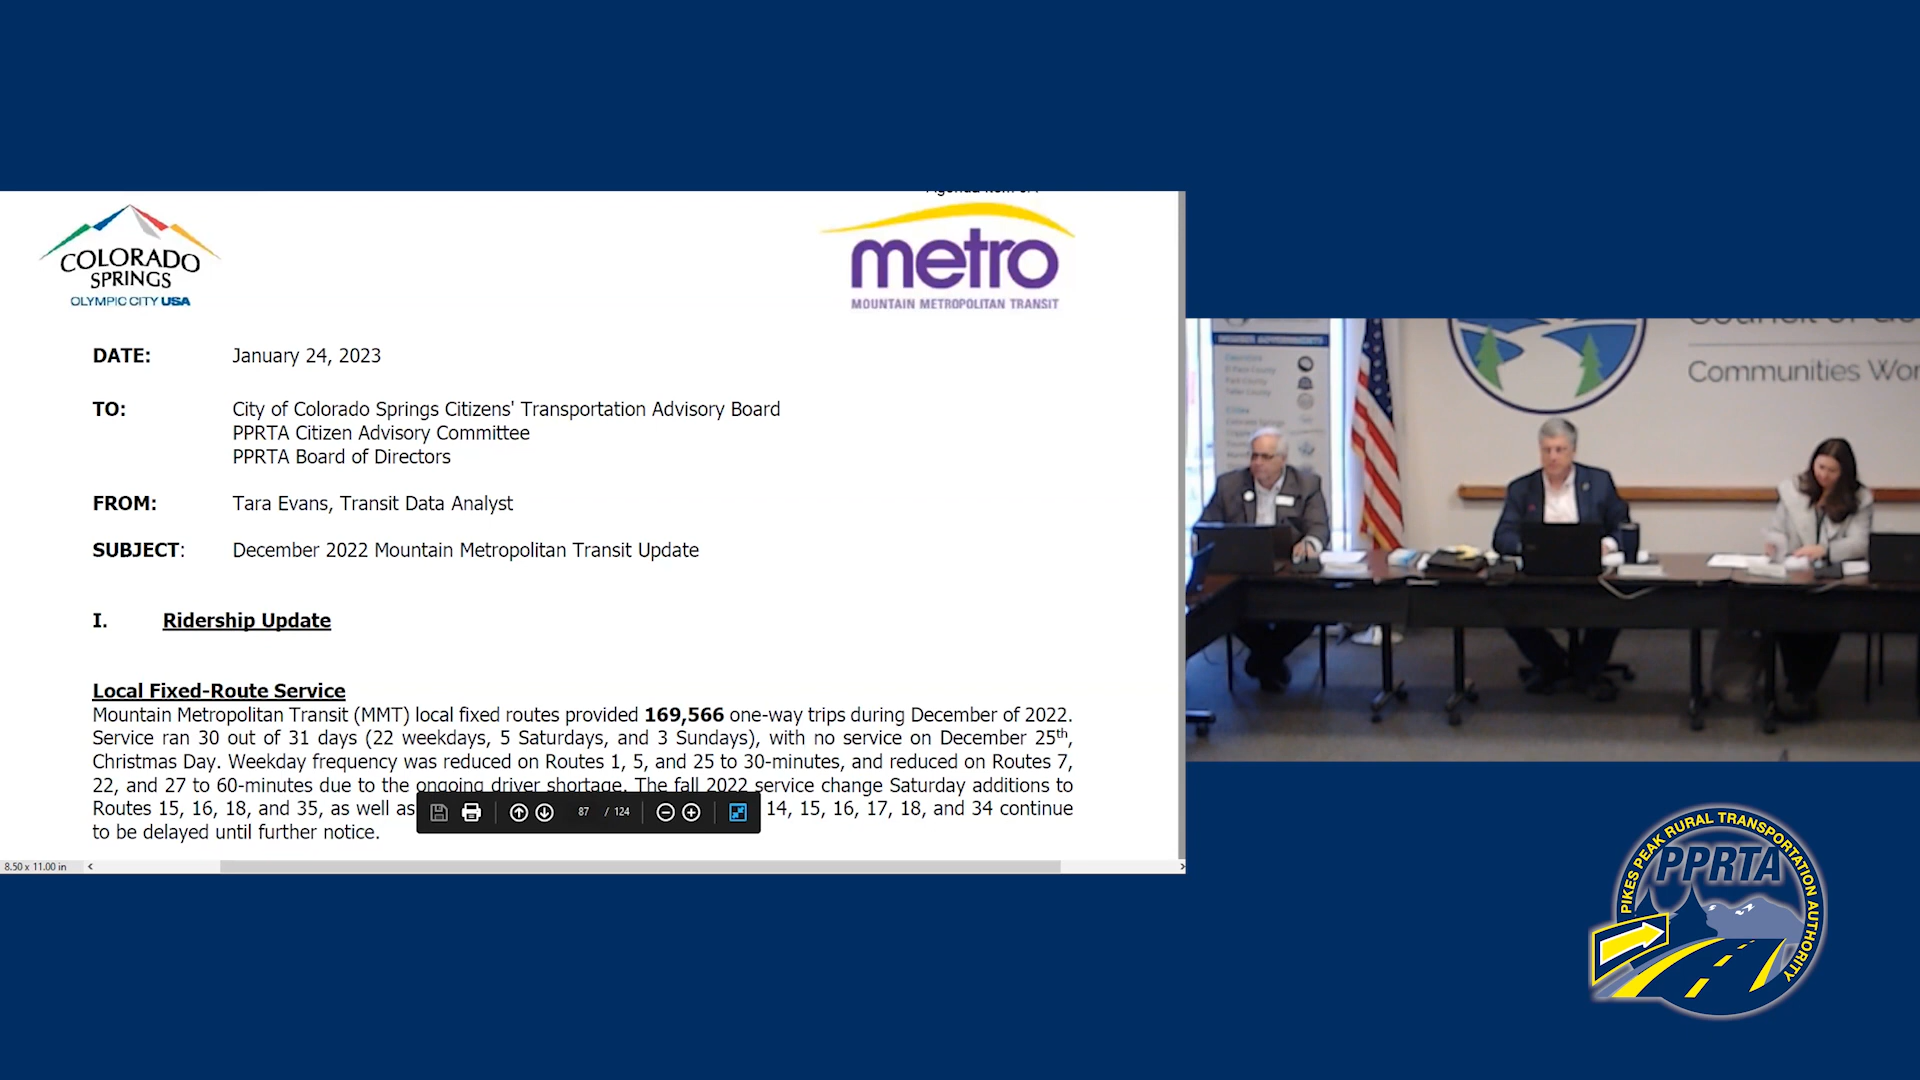 COLORADO
SPRINGS
OLYMPIC CITY USA
metro
MOUNTAIN METROPOLITAN TRANSIT
DATE: January 24, 2023
TO: City of Colorado Springs Citizens' Transportation Advisory Board
PPRTA Citizen Advisory Committee
PPRTA Board of Directors
FROM: Tara Evans, Transit Data Analyst
SUBJECT: December 2022 Mountain Metropolitan Transit Update
I. Ridership Update
Local Fixed-Route Service
Mountain Metropolitan Transit (MMT) local fixed routes provided 169,566 one-way trips during December of 2022.
Service ran 30 out of 31 days (22 weekdays, 5 Saturdays, and 3 Sundays), with no service on December 25th,
Christmas Day. Weekday frequency was reduced on Routes 1, 5, and 25 to 30-minutes, and reduced on Routes 7,
22, and 27 to 60-minutes due to the ongoing driver shortage. The fall 2022 service change Saturday additions to
Routes 15, 16, 18, and 35, as well as 14, 15, 16, 17, 18, and 34 continue
to be delayed until further notice.
87 / 124
8.50 x 11.00 in
Communities Wor
PIKES PEAK RURAL TRANSPORTATION AUTHORITY
PPRTA